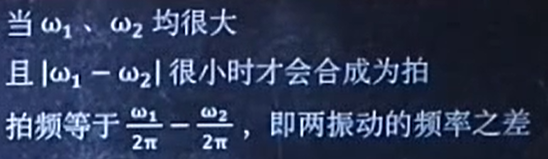 当 ω₁、ω₂ 均很大
且 |ω₁ − ω₂| 很小时才会合成为拍
拍频等于 ω₁/2π − ω₂/2π ，即两振动的频率之差